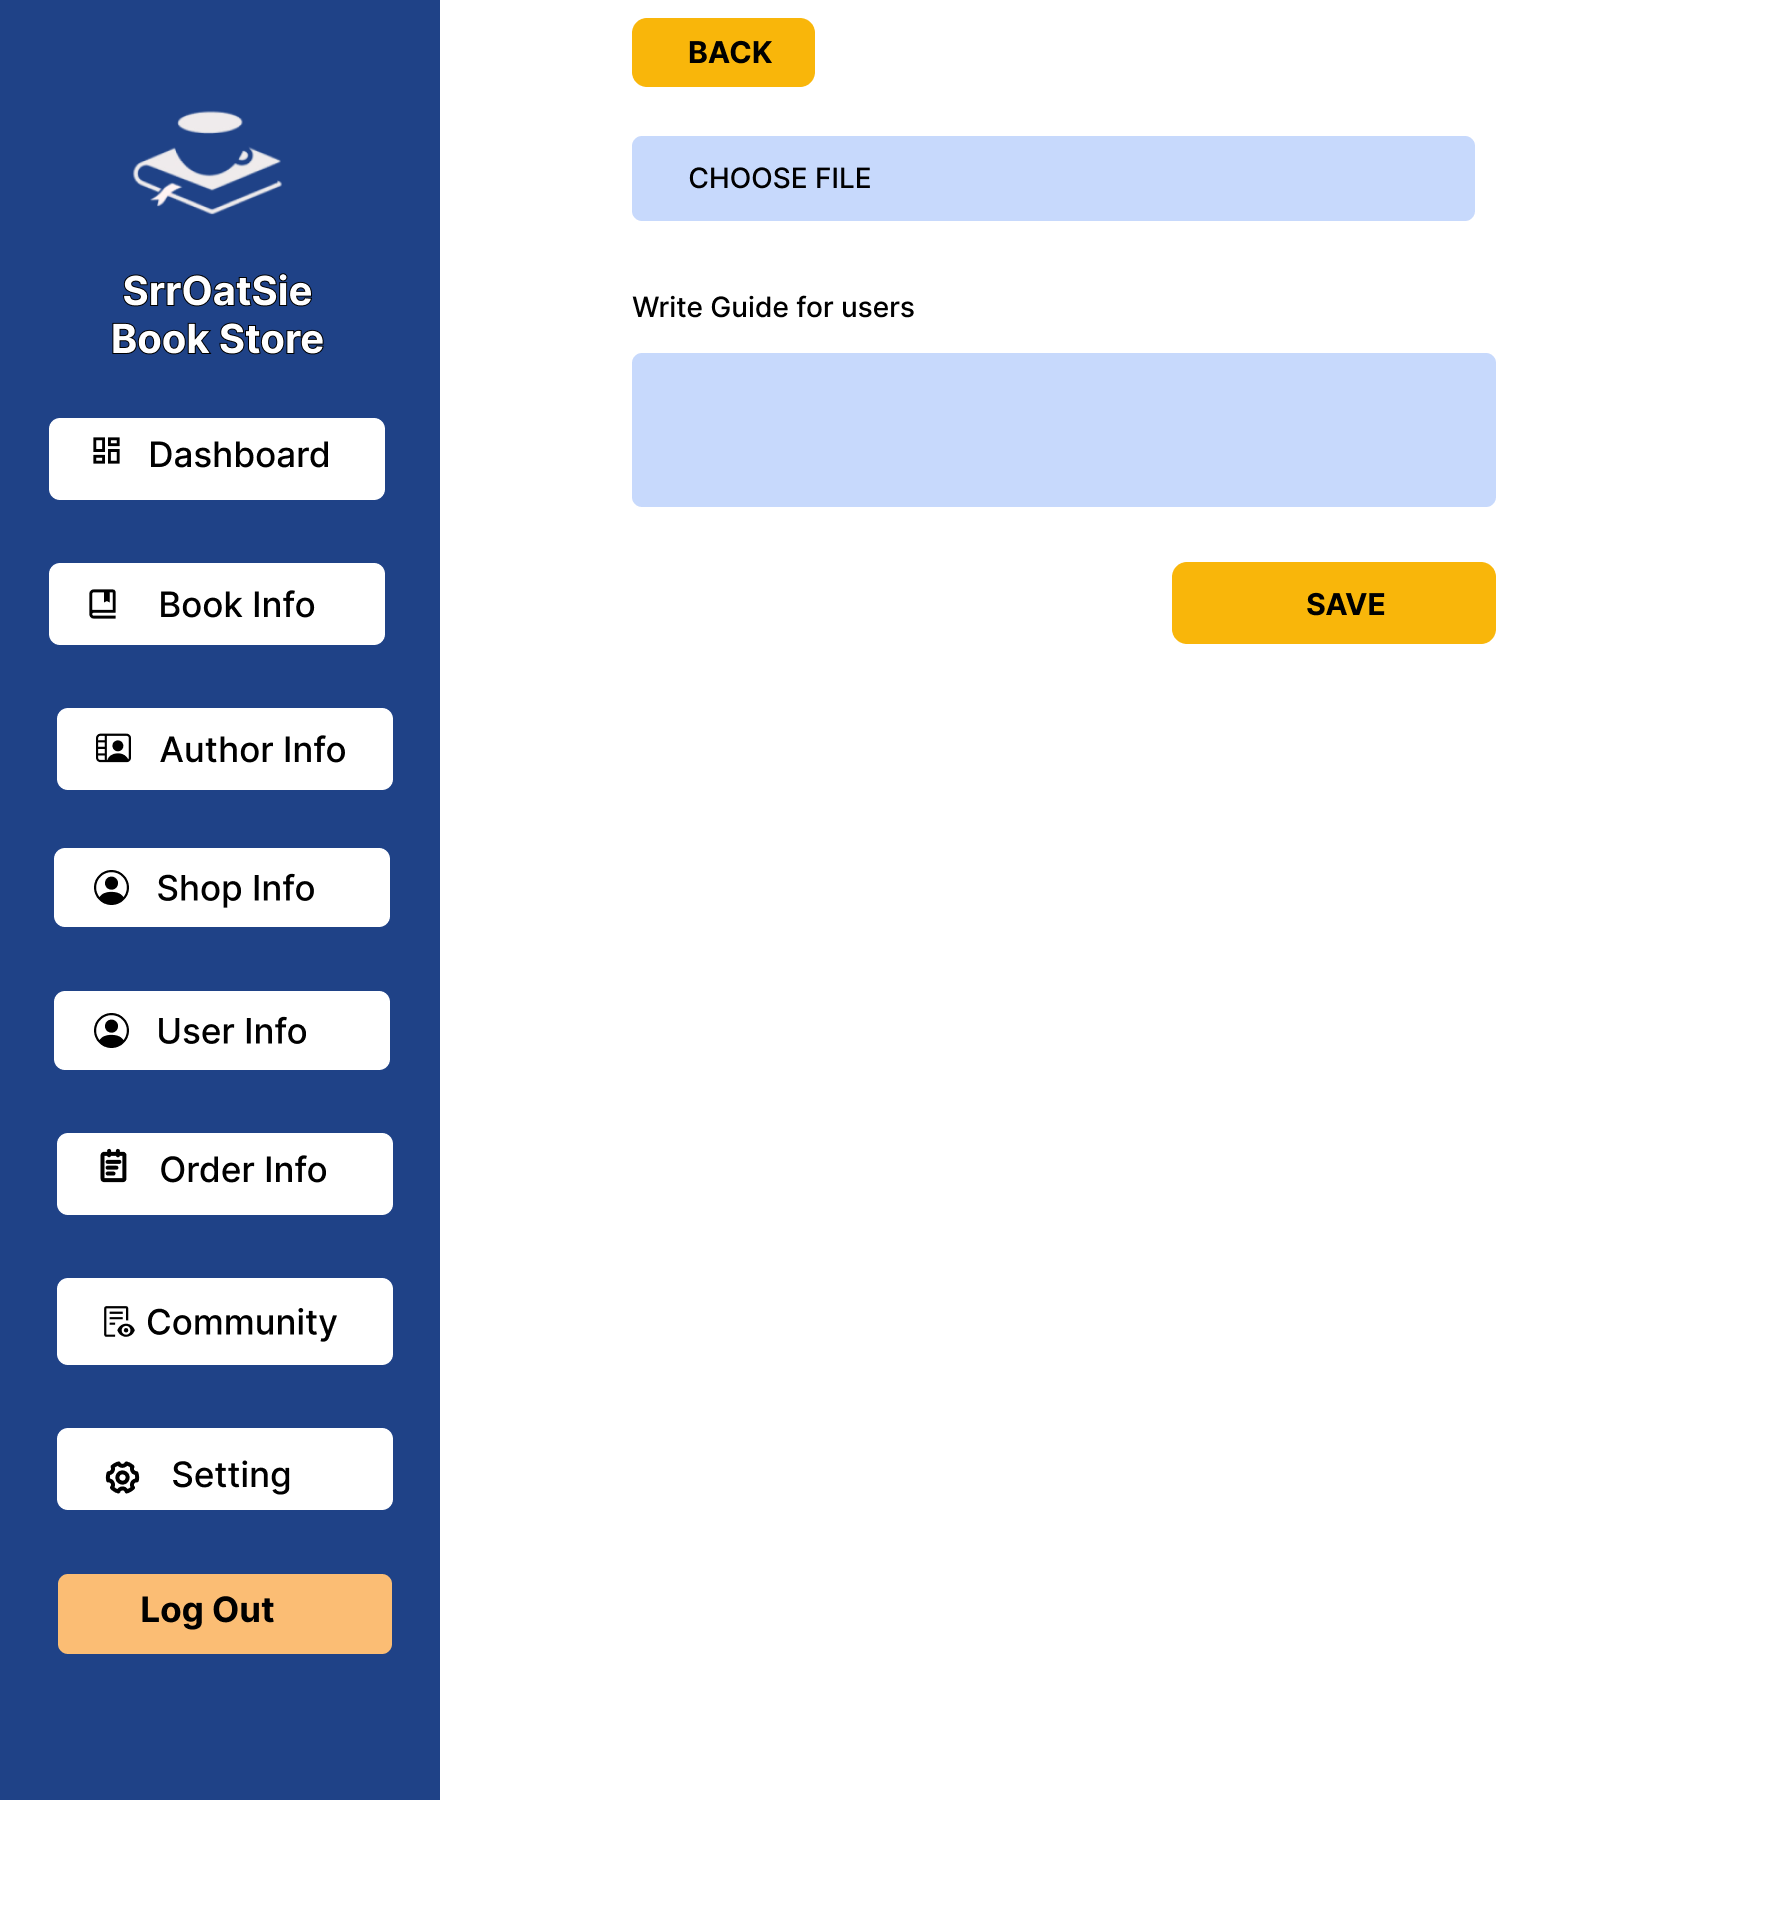 SrrOatSie
Book Store
Dashboard
Book Info
Author Info
Shop Info
User Info
Order Info
Community
Setting
Log Out
BACK
CHOOSE FILE
Write Guide for users
SAVE